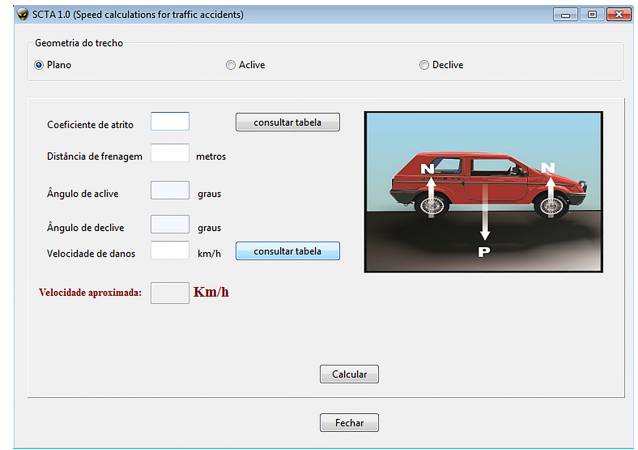 SCTA 1.0 (Speed calculations for traffic accidents)
Geometria do trecho
Plano Aclive Declive
Coeficiente de atrito consultar tabela
Distância de frenagem metros
Ângulo de aclive graus
Ângulo de declive graus
Velocidade de danos km/h consultar tabela
Velocidade aproximada: Km/h
N N
P
Calcular
Fechar